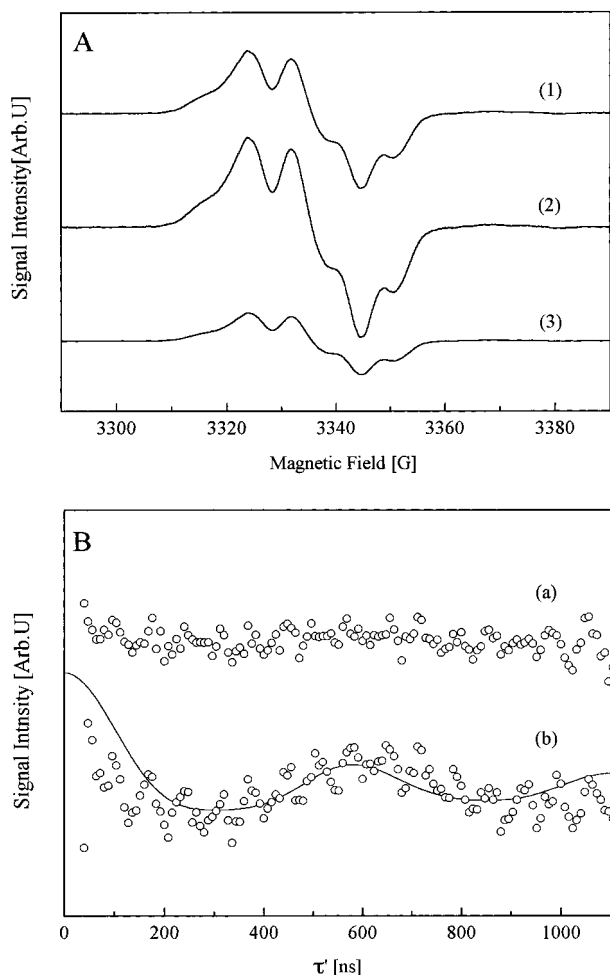 A
(1)
(2)
(3)
Signal Intensity[Arb.U]
3300 3320 3340 3360 3380
Magnetic Field [G]
B
(a)
(b)
Signal Intnsity [Arb.U]
0 200 400 600 800 1000
τ' [ns]